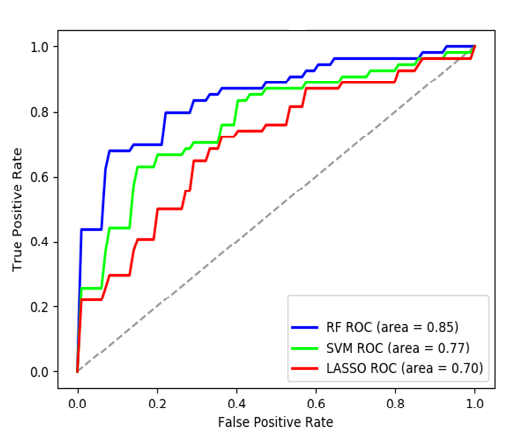 1.0
0.8
0.6
0.4
0.2
0.0
True Positive Rate
RF ROC (area = 0.85)
SVM ROC (area = 0.77)
LASSO ROC (area = 0.70)
0.0 0.2 0.4 0.6 0.8 1.0
False Positive Rate